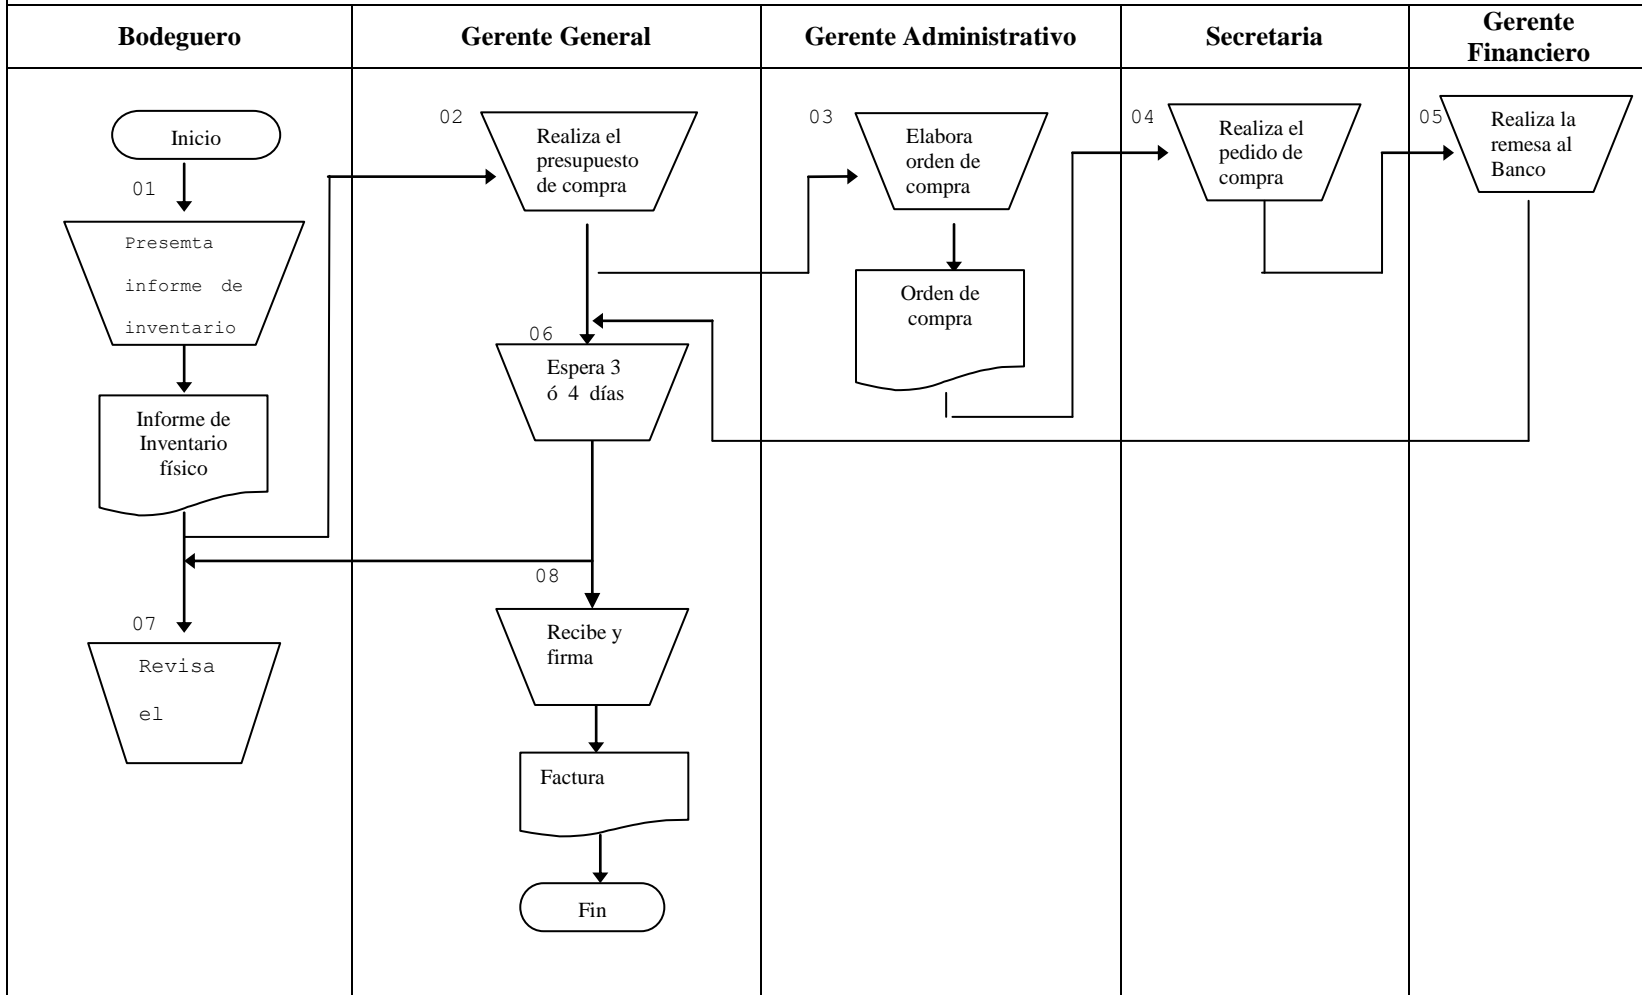 Bodeguero
Gerente General
Gerente Administrativo
Secretaria
Gerente
Financiero
Inicio
01
Presemta
informe de
inventario
Informe de
Inventario
físico
02
Realiza el
presupuesto
de compra
03
Elabora
orden de
compra
Orden de
compra
04
Realiza el
pedido de
compra
05
Realiza la
remesa al
Banco
06
Espera 3
ó 4 días
07
Revisa
el
08
Recibe y
firma
Factura
Fin